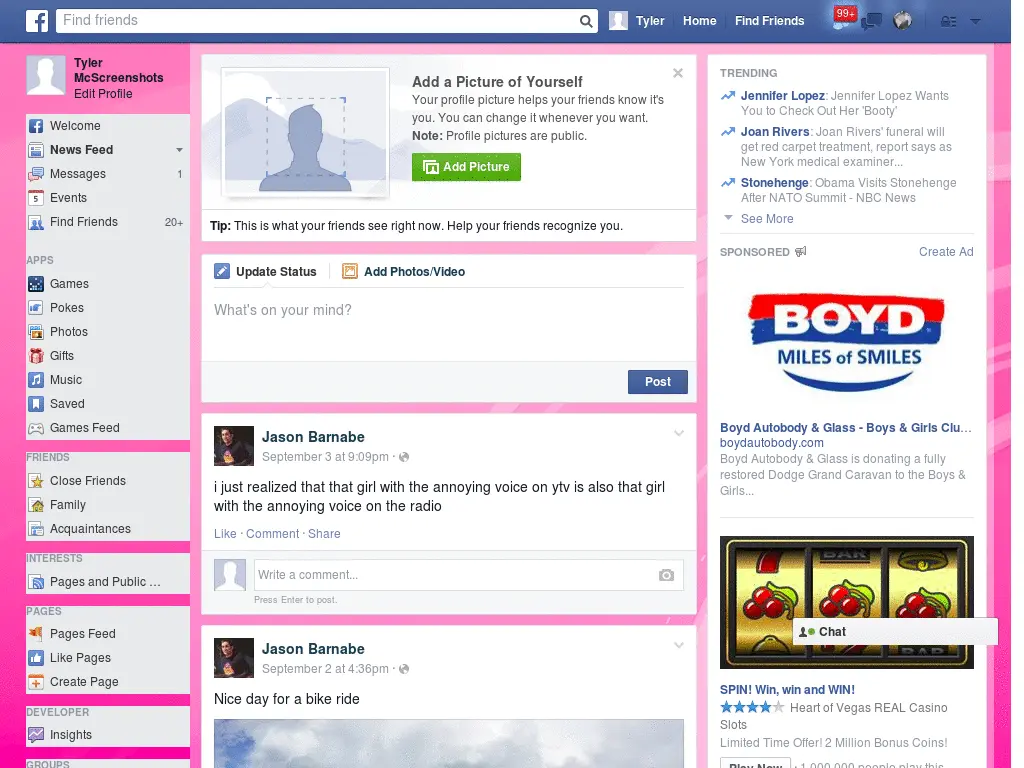 Find friends
Tyler
Home
Find Friends
99+
Tyler
McScreenshots
Edit Profile
Welcome
News Feed
Messages 1
Events
Find Friends 20+
APPS
Games
Pokes
Photos
Gifts
Music
Saved
Games Feed
FRIENDS
Close Friends
Family
Acquaintances
INTERESTS
Pages and Public ...
PAGES
Pages Feed
Like Pages
Create Page
DEVELOPER
Insights
GROUPS
Add a Picture of Yourself
Your profile picture helps your friends know it's
you. You can change it whenever you want.
Note: Profile pictures are public.
Add Picture
Tip: This is what your friends see right now. Help your friends recognize you.
Update Status
Add Photos/Video
What's on your mind?
Post
Jason Barnabe
September 3 at 9:09pm ·
i just realized that that girl with the annoying voice on ytv is also that girl
with the annoying voice on the radio
Like · Comment · Share
Write a comment...
Press Enter to post.
Jason Barnabe
September 2 at 4:36pm ·
Nice day for a bike ride
TRENDING
Jennifer Lopez: Jennifer Lopez Wants
You to Check Out Her 'Booty'
Joan Rivers: Joan Rivers' funeral will
get red carpet treatment, report says as
New York medical examiner...
Stonehenge: Obama Visits Stonehenge
After NATO Summit - NBC News
See More
SPONSORED
Create Ad
BOYD
MILES of SMILES
Boyd Autobody & Glass - Boys & Girls Clu...
boydautobody.com
Boyd Autobody & Glass is donating a fully
restored Dodge Grand Caravan to the Boys &
Girls...
BAR
Chat
BAR
SPIN! Win, win and WIN!
Heart of Vegas REAL Casino
Slots
Limited Time Offer! 2 Million Bonus Coins!
Play Now · 1,000,000 people play this